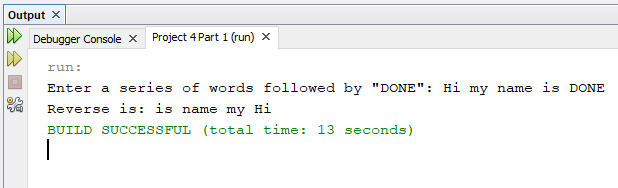 Output ×
Debugger Console × Project 4 Part 1 (run) ×
run:
Enter a series of words followed by "DONE": Hi my name is DONE
Reverse is: is name my Hi
BUILD SUCCESSFUL (total time: 13 seconds)